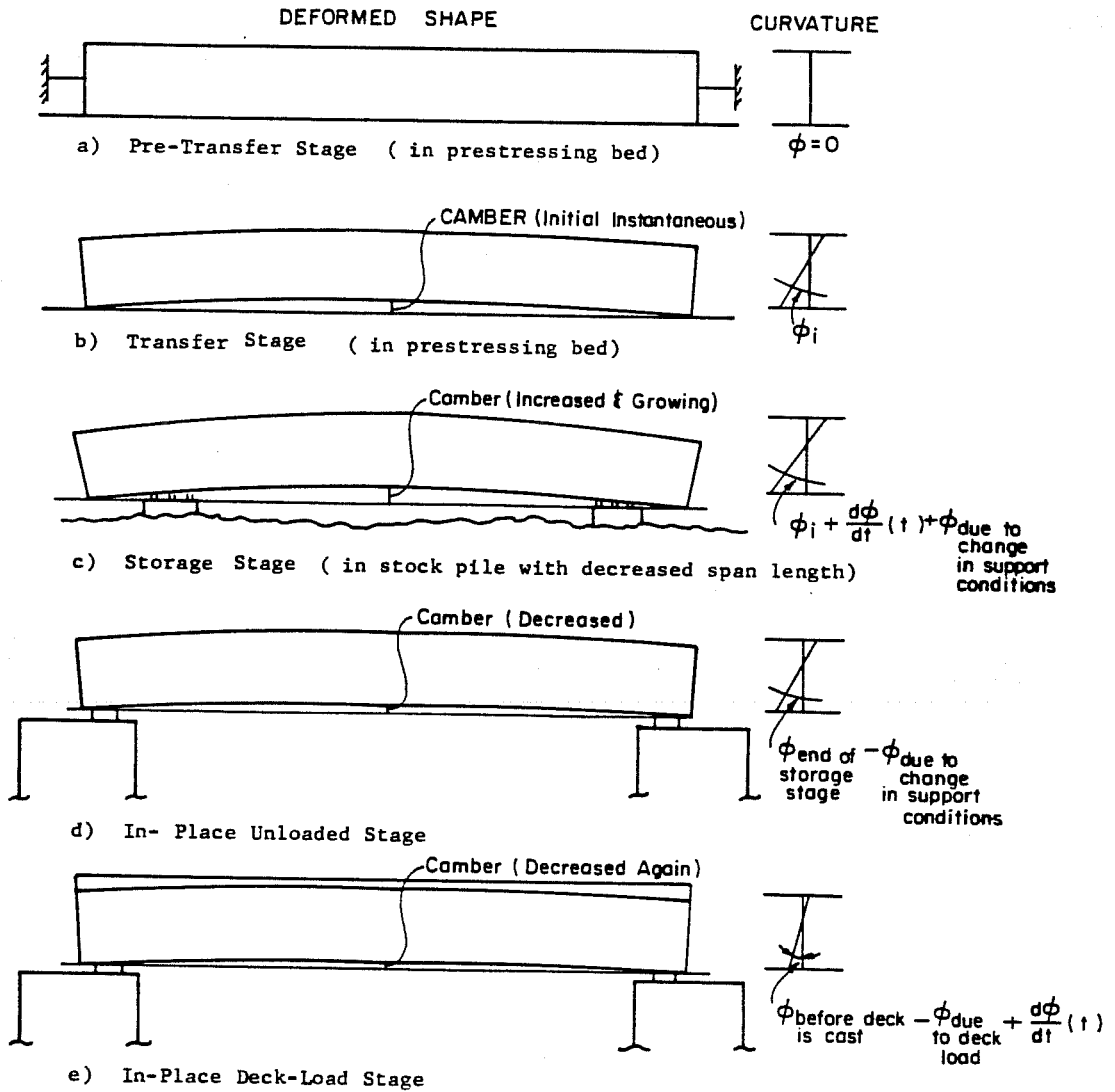 DEFORMED SHAPE
CURVATURE
a) Pre-Transfer Stage ( in prestressing bed)
ϕ=0
CAMBER (Initial Instantaneous)
b) Transfer Stage ( in prestressing bed)
ϕi
Camber (Increased & Growing)
c) Storage Stage ( in stock pile with decreased span length)
ϕi + dϕ/dt (t) + ϕdue to
change
in support
conditions
Camber (Decreased)
d) In- Place Unloaded Stage
ϕend of - ϕdue to
storage change
stage in support
conditions
Camber (Decreased Again)
e) In-Place Deck-Load Stage
ϕbefore deck - ϕdue + dϕ/dt (t)
is cast to deck
load